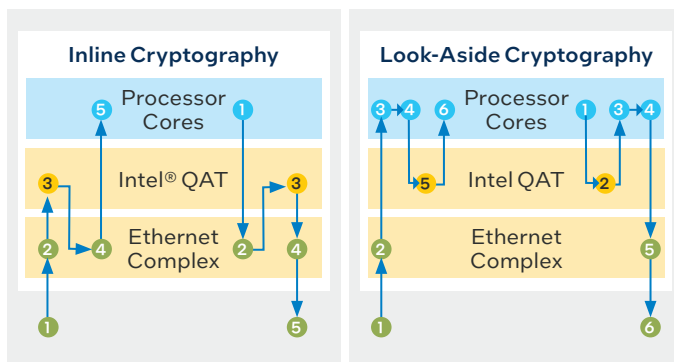 Inline Cryptography
5 Processor 1
Cores
3 Intel® QAT 3
2 4 Ethernet 2 4
Complex
1 5
Look-Aside Cryptography
3 4 6 Processor 1 3 4
Cores
5 Intel QAT 2
2 Ethernet 5
Complex
1 6